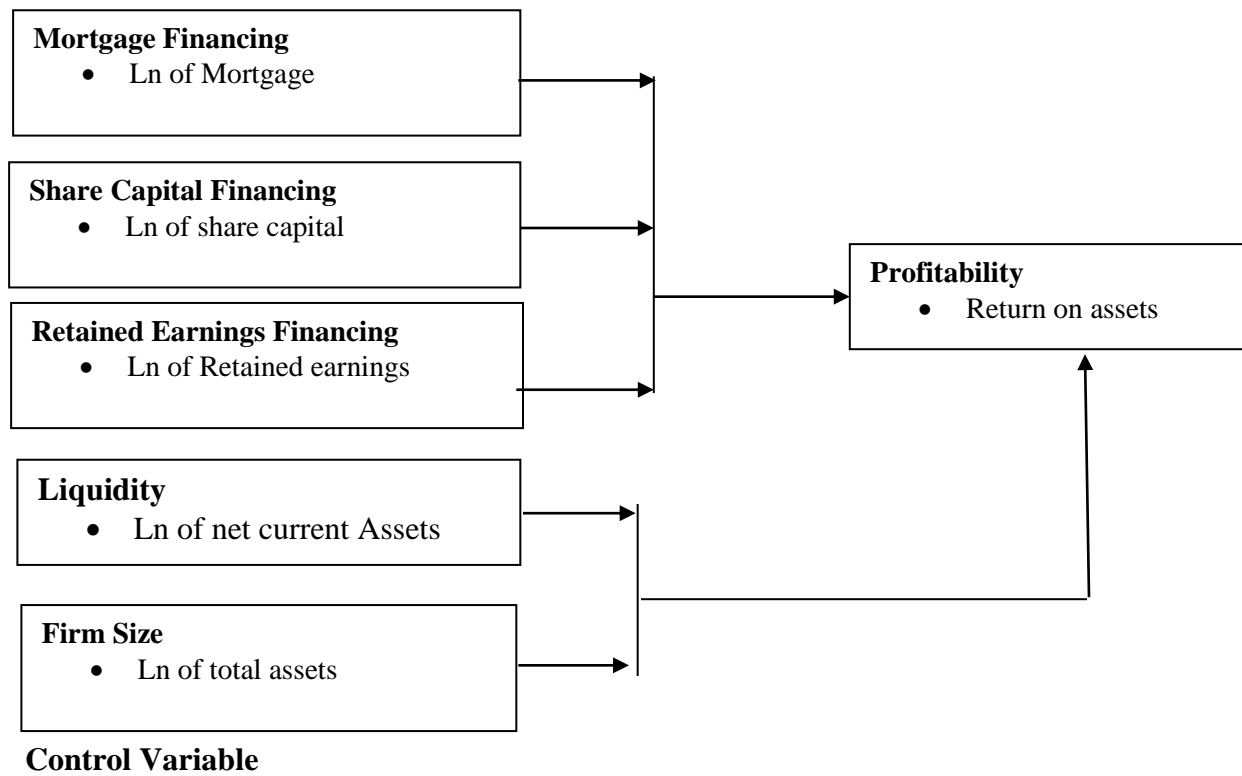 Mortgage Financing
• Ln of Mortgage
Share Capital Financing
• Ln of share capital
Retained Earnings Financing
• Ln of Retained earnings
Profitability
• Return on assets
Liquidity
• Ln of net current Assets
Firm Size
• Ln of total assets
Control Variable